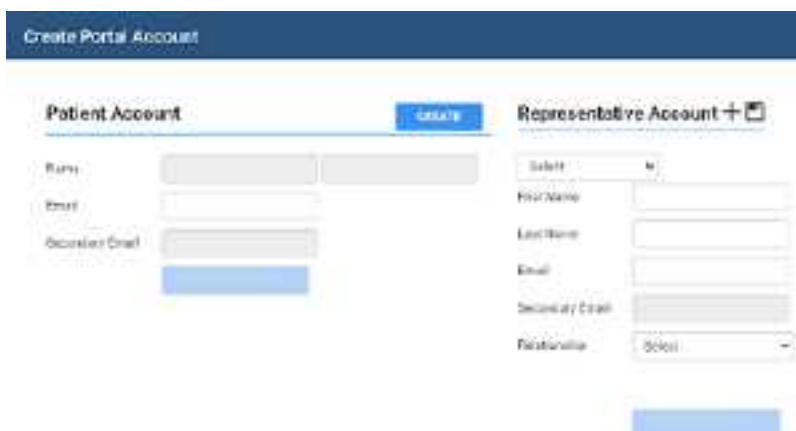 Create Portal Account
Patient Account
CREATE
Name
Email
Secondary Email
Representative Account
Select
First Name
Last Name
Email
Secondary Email
Relationship
Select